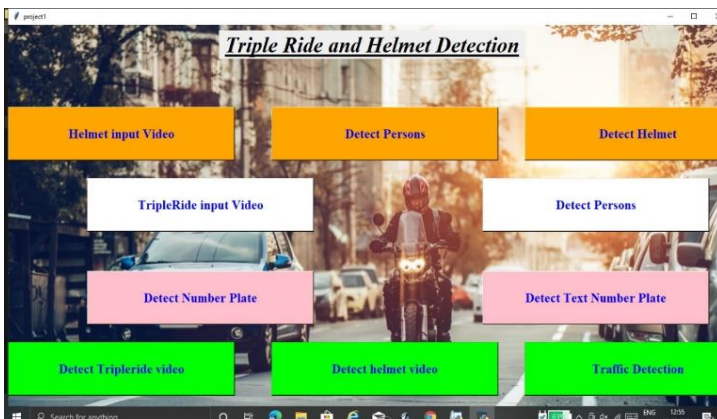 project1
Triple Ride and Helmet Detection
Helmet input Video
Detect Persons
Detect Helmet
TripleRide input Video
Detect Persons
Detect Number Plate
Detect Text Number Plate
Detect Tripleride video
Detect helmet video
Traffic Detection
Search for anything
ENG
12:55